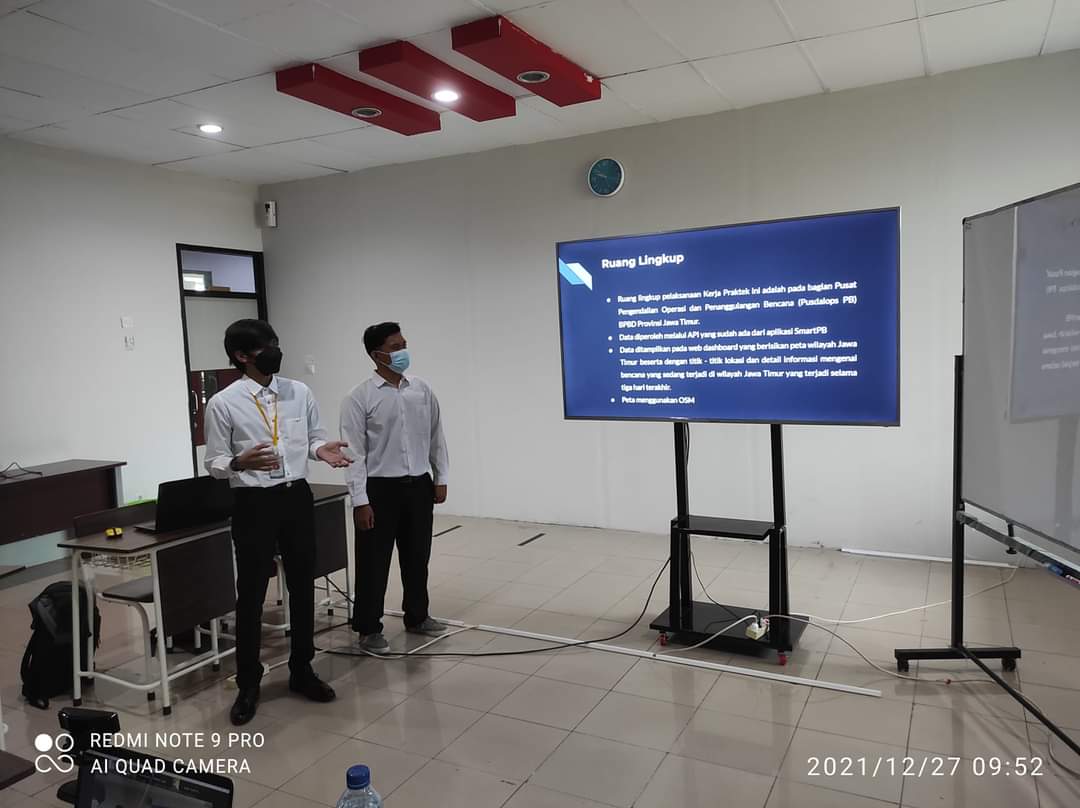 Ruang Lingkup
Ruang lingkup pelaksanaan Kerja Praktek ini adalah pada bagian Pusat
Pengendalian Operasi dan Penanggulangan Bencana (Pusdalops PB)
BPBD Provinsi Jawa Timur.
Data diperoleh melalui API yang sudah ada dari aplikasi SmartPB
Data ditampilkan pada web dashboard yang berisikan peta wilayah Jawa
Timur beserta dengan titik - titik lokasi dan detail informasi mengenai
bencana yang sedang terjadi di wilayah Jawa Timur yang terjadi selama
tiga hari terakhir.
Peta menggunakan OSM
REDMI NOTE 9 PRO
AI QUAD CAMERA
2021/12/27 09:52